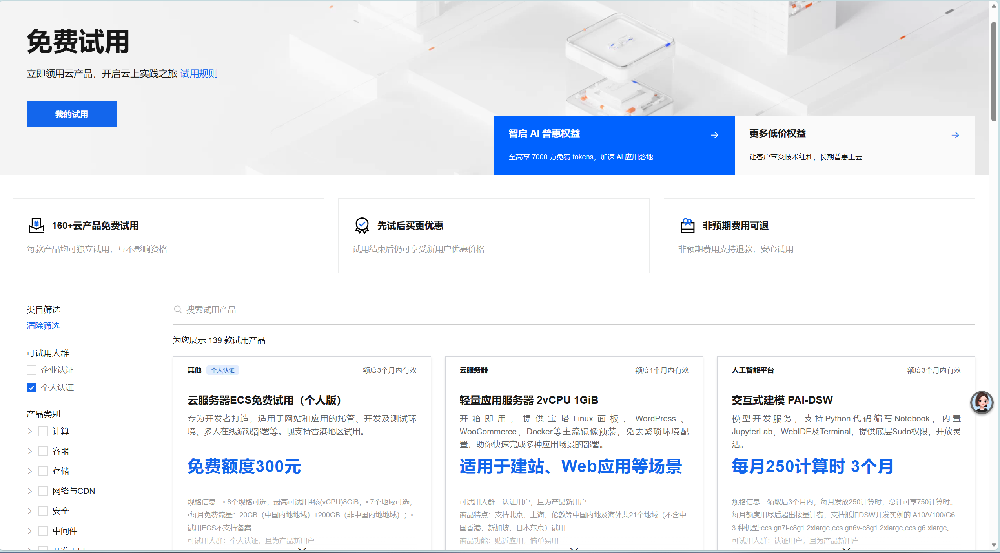 免费试用
立即领用云产品，开启云上实践之旅 试用规则
我的试用
智启 AI 普惠权益
至高享 7000 万免费 tokens，加速 AI 应用落地
更多低价权益
让客户享受技术红利，长期普惠上云
160+云产品免费试用
每款产品均可独立试用，互不影响资格
先试后买更优惠
试用结束后仍可享受新用户优惠价格
非预期费用可退
非预期费用支持退款，安心试用
类目筛选
清除筛选
可试用人群
企业认证
个人认证
产品类别
计算
容器
存储
网络与CDN
安全
中间件
开发工具
搜索试用产品
为您展示 139 款试用产品
其他 个人认证 额度3个月内有效
云服务器ECS免费试用（个人版）
专为开发者打造，适用于网站和应用的托管、开发及测试环
境、多人在线游戏部署等。现支持香港地区试用。
免费额度300元
规格信息：• 8个规格可选，最高可试用4核(vCPU)8GiB；• 7个地域可选；
•每月免费流量：20GB（中国内地地域）+200GB（非中国内地地域）；•
试用ECS不支持备案
可试用人群：个人认证，且为产品新用户
云服务器 额度1个月内有效
轻量应用服务器 2vCPU 1GiB
开箱即用，提供宝塔Linux面板、WordPress、
WooCommerce、Docker等主流镜像预装，免去繁琐环境配
置，助你快速完成多种应用场景的部署。
适用于建站、Web应用等场景
可试用人群：认证用户，且为产品新用户
商品特点：支持北京、上海、伦敦等中国内地及海外共21个地域（不含中
国香港、新加坡、日本东京）试用
商品功能：贴近应用，简单易用
人工智能平台 额度3个月内有效
交互式建模 PAI-DSW
模型开发服务，支持Python代码编写Notebook，内置
JupyterLab、WebIDE及Terminal，提供底层Sudo权限，开放灵
活。
每月250计算时 3个月
规格信息：领取后3个月内，每月发放250计算时，总计可享750计算时。
每月额度用尽后超出按量计费，支持抵扣DSW开发实例的 A10/V100/G6
3 种机型:ecs.gn7i-c8g1.2xlarge,ecs.gn6v-c8g1.2xlarge,ecs.g6.xlarge。
可试用人群：认证用户，且为产品新用户